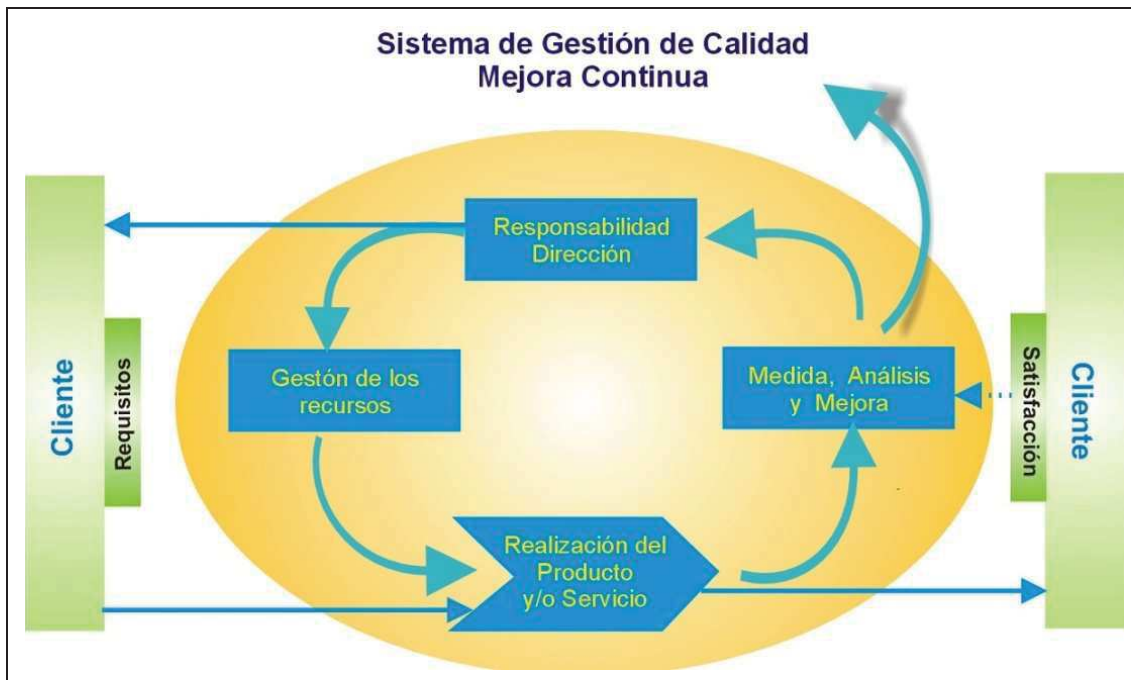 Sistema de Gestión de Calidad
Mejora Continua
Responsabilidad
Dirección
Cliente
Requisitos
Gestón de los
recursos
Medida, Análisis
y Mejora
Satisfacción
Cliente
Realización del
Producto
y/o Servicio